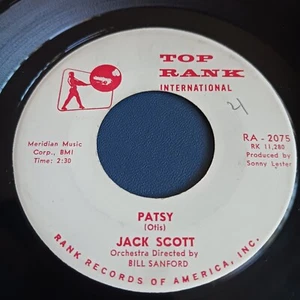 TOP
RANK
INTERNATIONAL
21
Meridian Music
Corp., BMI
Time: 2:30
RA - 2075
RK 11,280
Produced by
Sonny Lester
PATSY
(Otis)
JACK SCOTT
Orchestra Directed by
BILL SANFORD
RANK RECORDS OF AMERICA, INC.